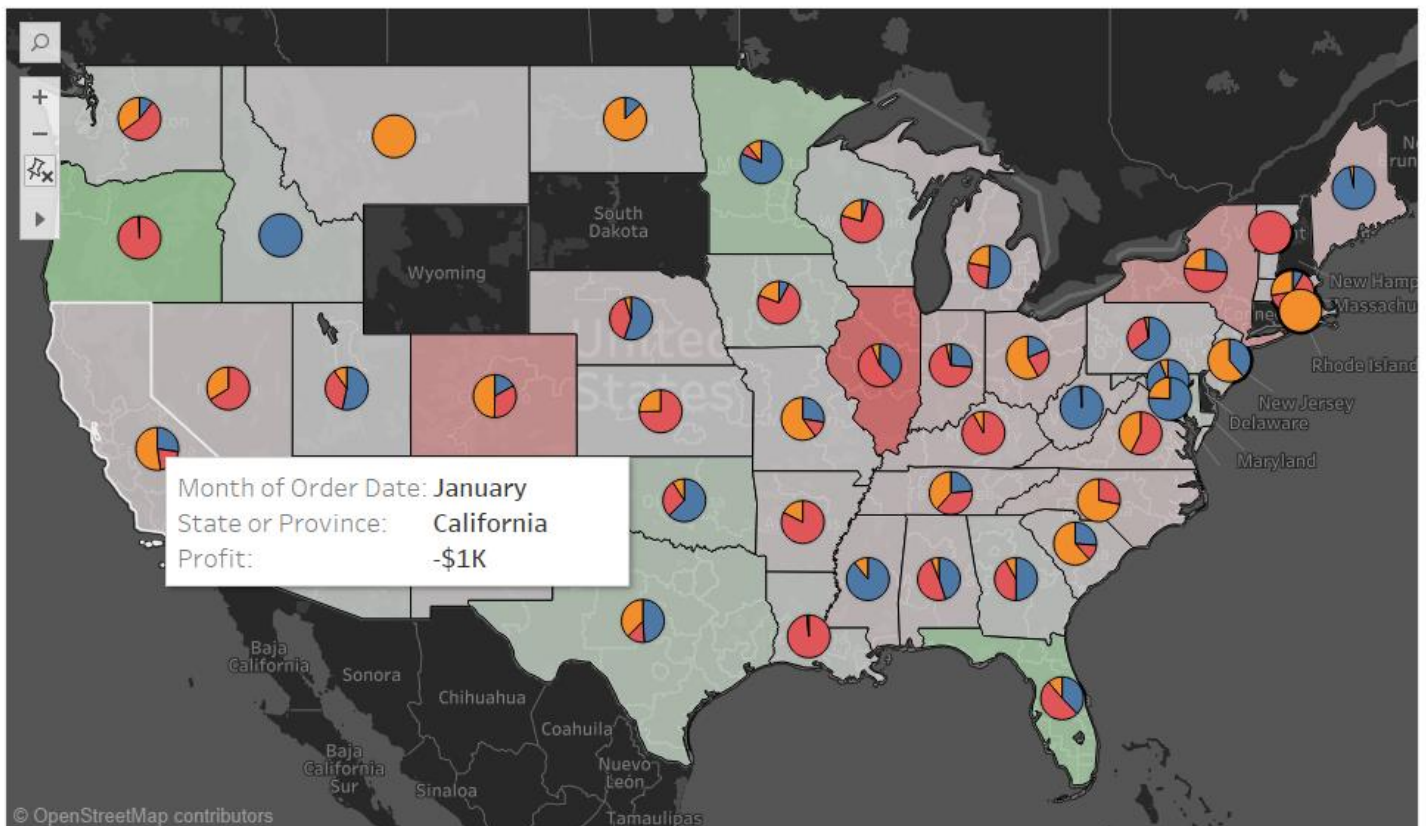 South
Dakota
Wyoming
United
States
New Hamp
Massachu
Rhode Island
New Jersey
Delaware
Maryland
Month of Order Date: January
State or Province: California
Profit: -$1K
Baja
California
Sonora
Chihuahua
Coahuila
Baja
California
Sur
Sinaloa
Nuevo
León
Tamaulipas
© OpenStreetMap contributors